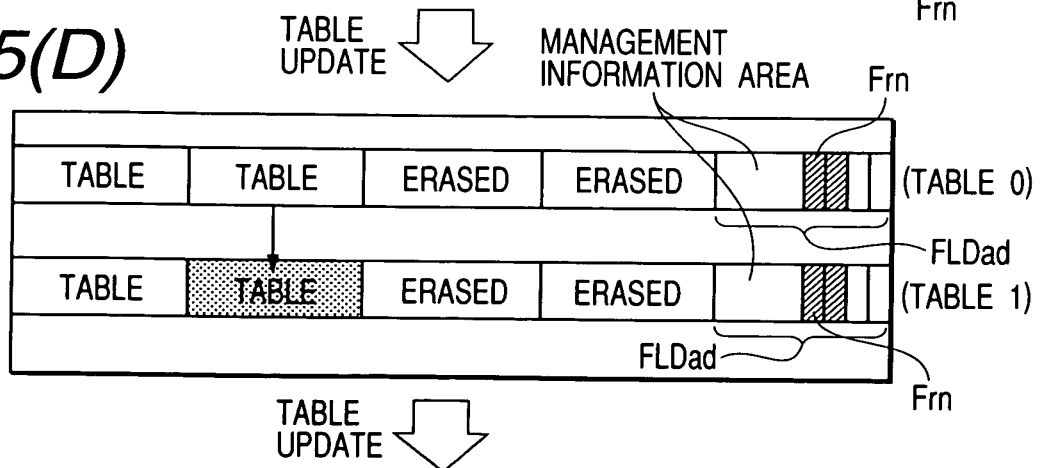 Frn
TABLE
UPDATE
5(D)
MANAGEMENT
INFORMATION AREA
Frn
TABLE TABLE ERASED ERASED (TABLE 0)
FLDad
TABLE TABLE ERASED ERASED (TABLE 1)
FLDad
Frn
TABLE
UPDATE